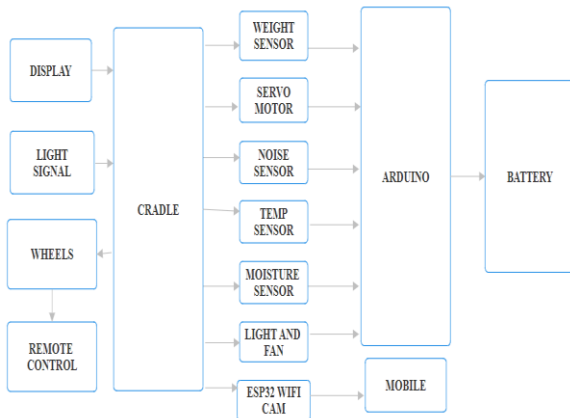 DISPLAY
LIGHT
SIGNAL
WHEELS
REMOTE
CONTROL
CRADLE
WEIGHT
SENSOR
SERVO
MOTOR
NOISE
SENSOR
TEMP
SENSOR
MOISTURE
SENSOR
LIGHT AND
FAN
ESP32 WIFI
CAM
ARDUINO
MOBILE
BATTERY